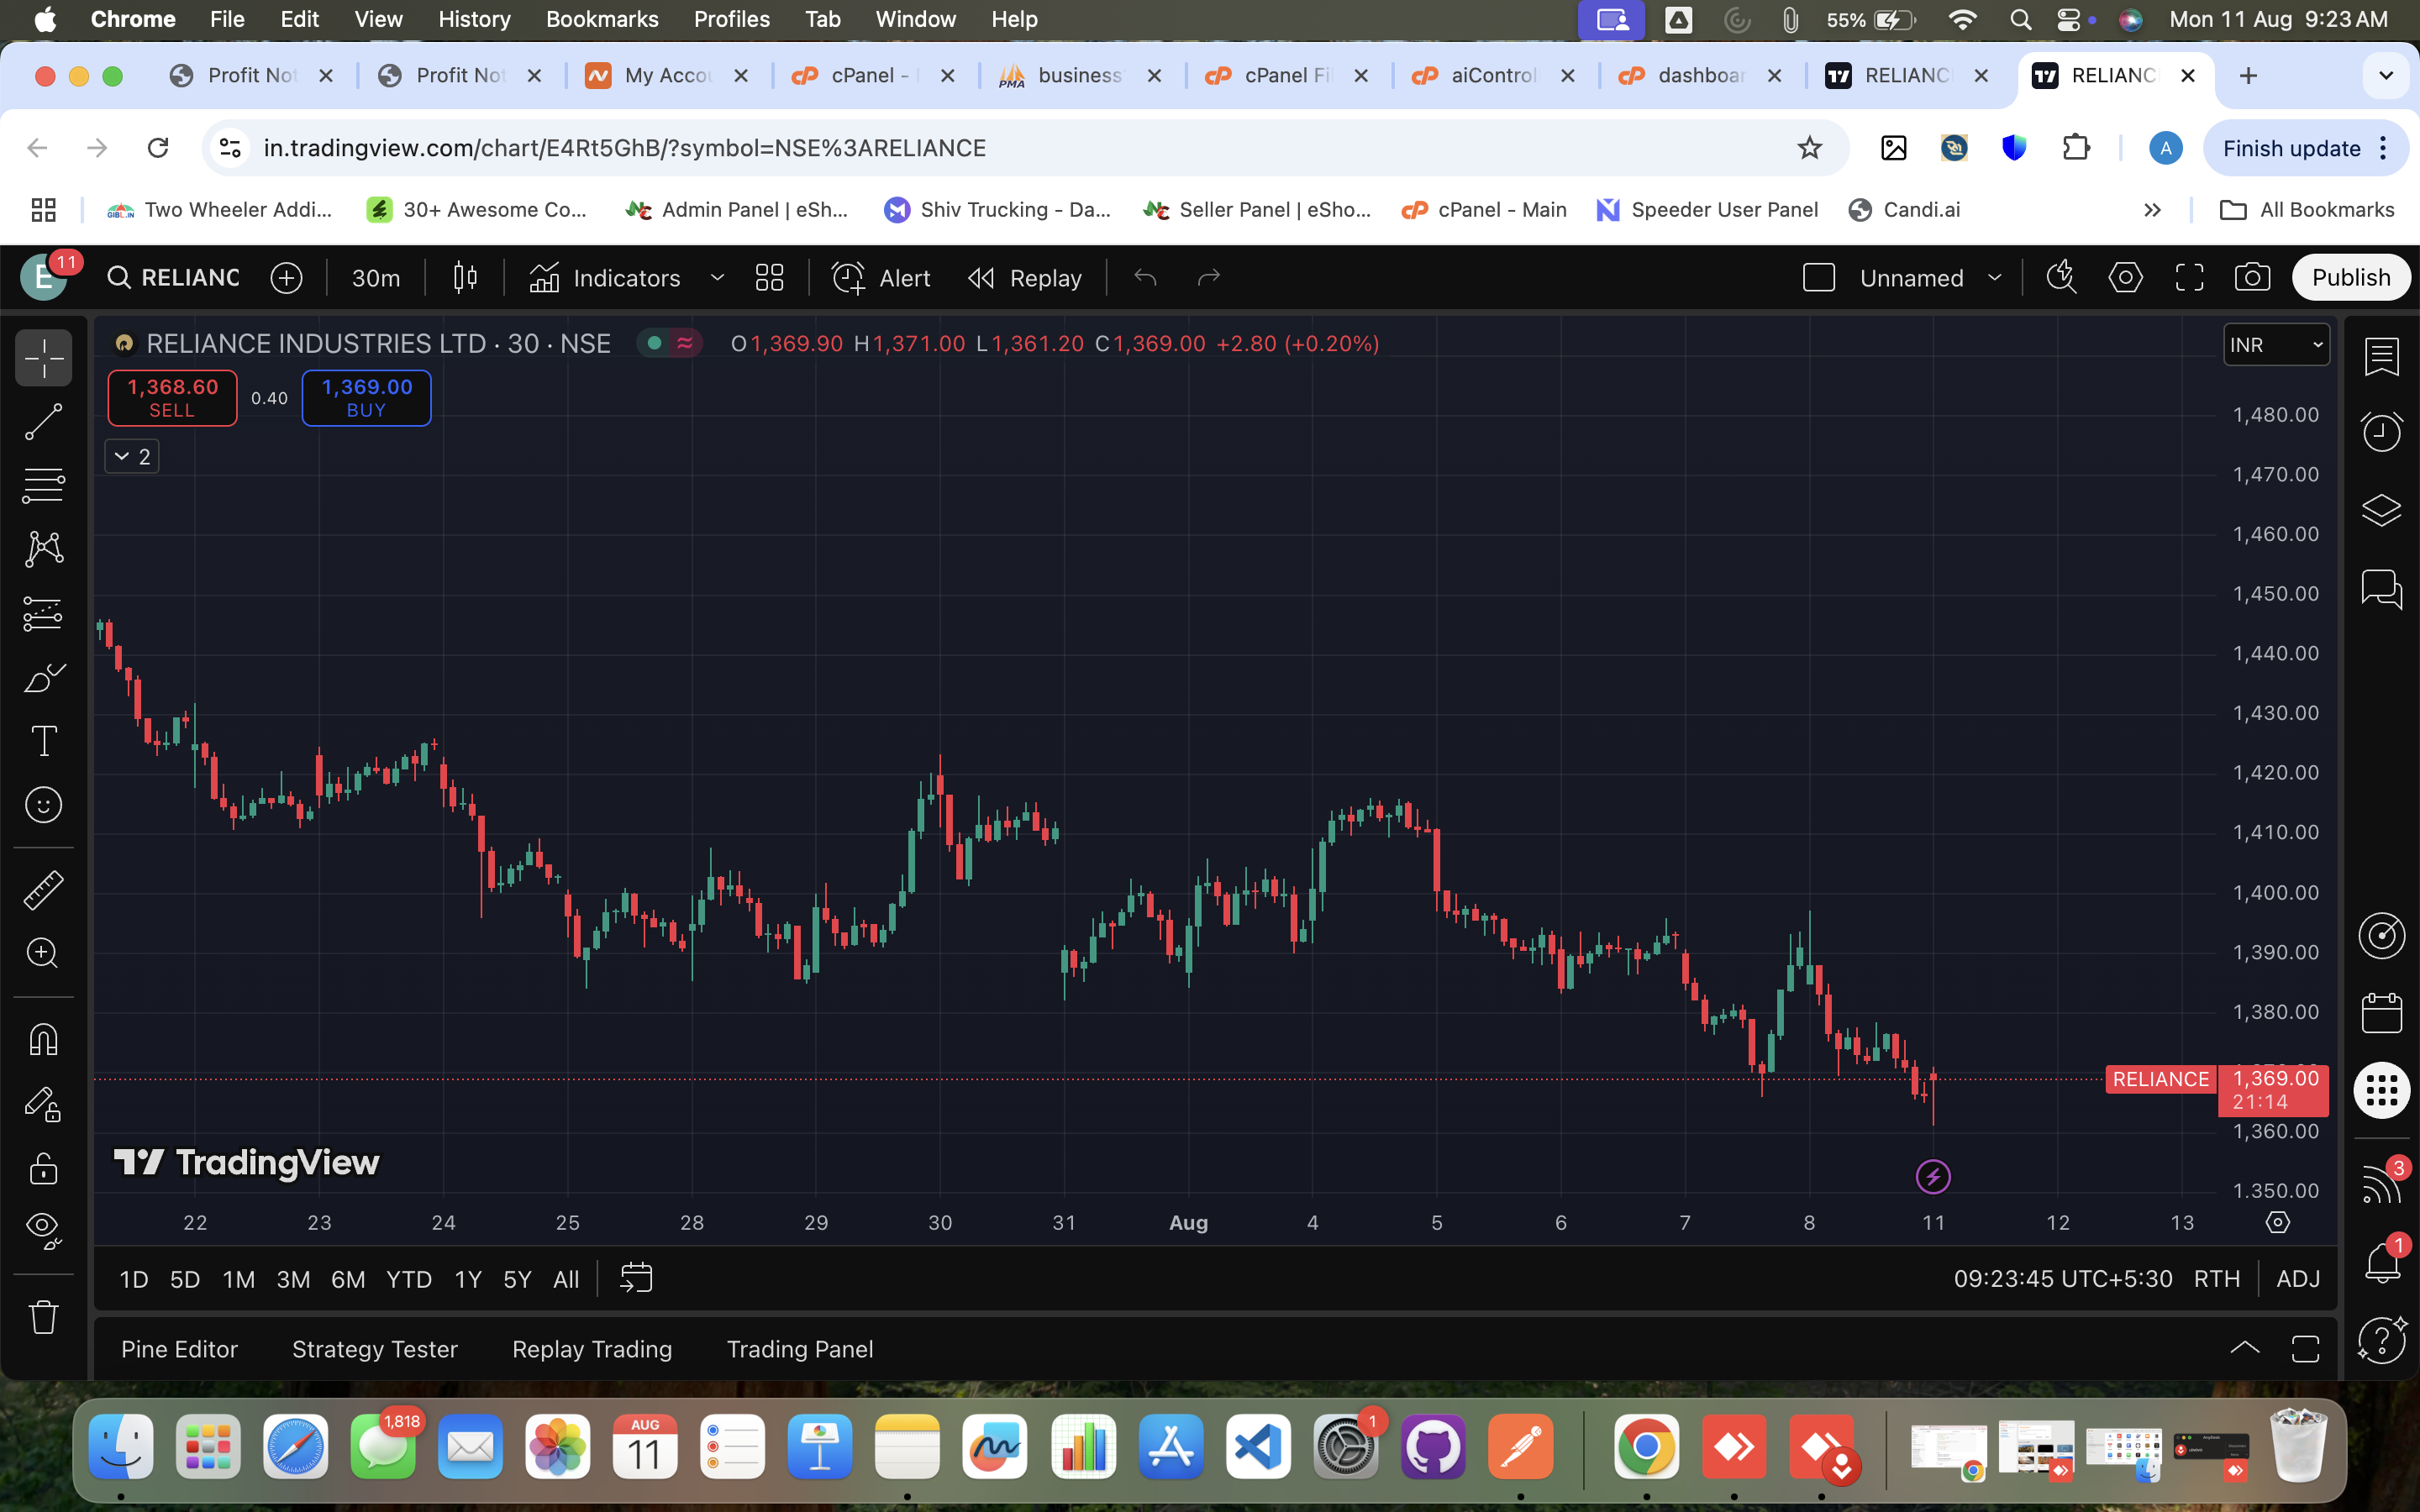 Chrome File Edit View History Bookmarks Profiles Tab Window Help 55% Mon 11 Aug 9:23 AM
Profit Not Profit Not My Accou cPanel - business cPanel Fi aiControl dashboar RELIANC RELIANC
in.tradingview.com/chart/E4Rt5GhB/?symbol=NSE%3ARELIANCE A Finish update
GIBL.IN Two Wheeler Addi... 30+ Awesome Co... Admin Panel | eSh... Shiv Trucking - Da... Seller Panel | eSho... cPanel - Main Speeder User Panel Candi.ai All Bookmarks
E 11 RELIANC 30m Indicators Alert Replay Unnamed Publish
RELIANCE INDUSTRIES LTD · 30 · NSE O1,369.90 H1,371.00 L1,361.20 C1,369.00 +2.80 (+0.20%) INR
1,368.60 SELL 0.40 1,369.00 BUY
2
1,480.00
1,470.00
1,460.00
1,450.00
1,440.00
1,430.00
1,420.00
1,410.00
1,400.00
1,390.00
1,380.00
RELIANCE 1,369.00
21:14
1,360.00
1,350.00
TradingView
22 23 24 25 28 29 30 31 Aug 4 5 6 7 8 11 12 13
3
1
1D 5D 1M 3M 6M YTD 1Y 5Y All 09:23:45 UTC+5:30 RTH ADJ
Pine Editor Strategy Tester Replay Trading Trading Panel
1,818 AUG 11 1